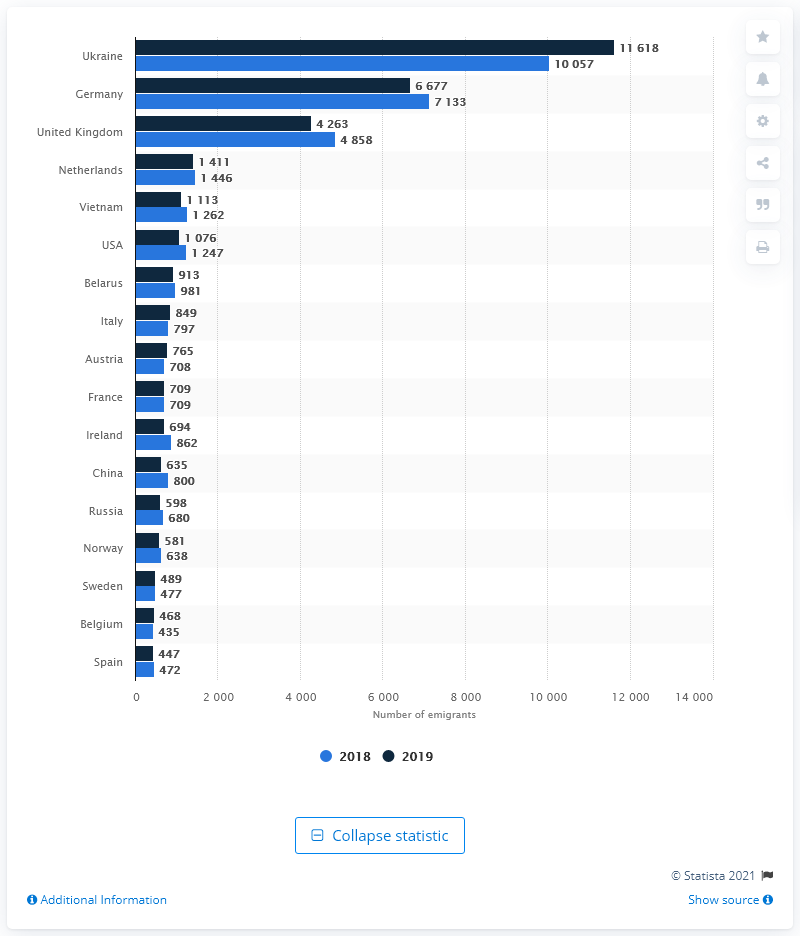 Ukraine 11 618
10 057
Germany 6 677
7 133
United Kingdom 4 263
4 858
Netherlands 1 411
1 446
Vietnam 1 113
1 262
USA 1 076
1 247
Belarus 913
981
Italy 849
797
Austria 765
708
France 709
709
Ireland 694
862
China 635
800
Russia 598
680
Norway 581
638
Sweden 489
477
Belgium 468
435
Spain 447
472
0 2 000 4 000 6 000 8 000 10 000 12 000 14 000
Number of emigrants
2018 2019
Collapse statistic
© Statista 2021
Additional Information Show source